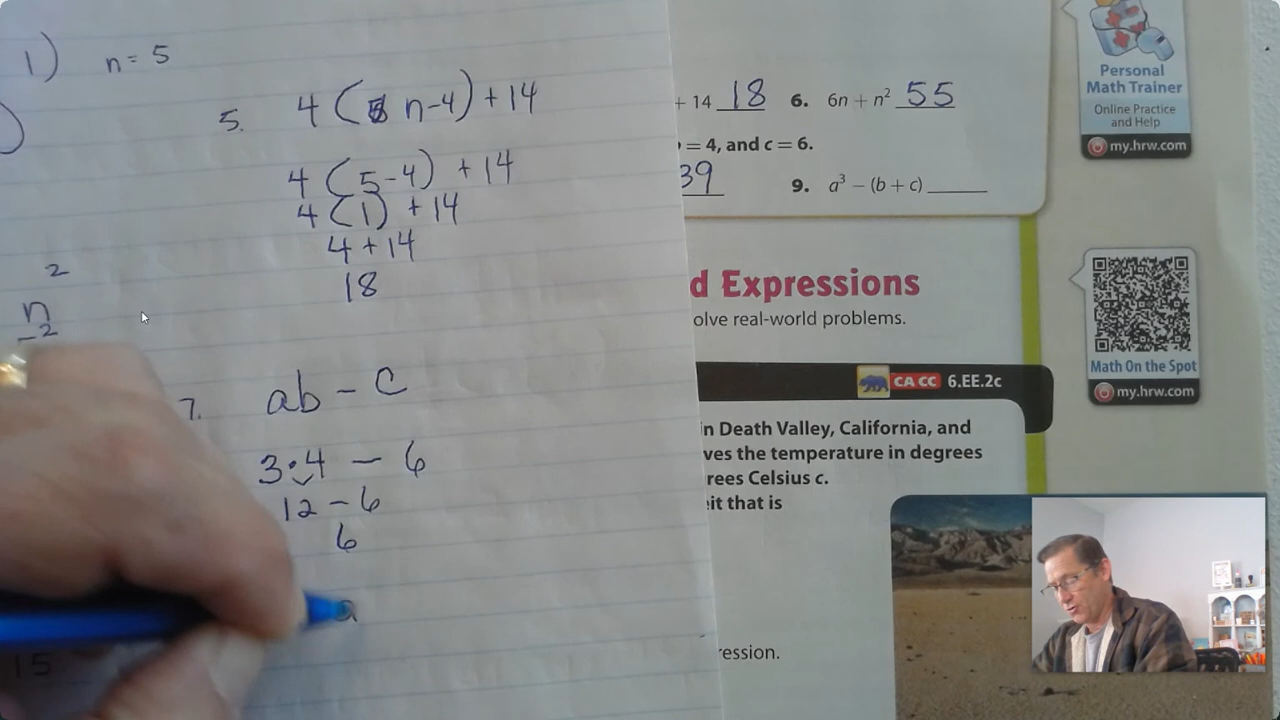 1) n = 5
5. 4 ( n-4) + 14
4 (5-4) + 14
4 (1) + 14
4 + 14
18
n²
-2
7. ab - c
3•4 - 6
12 - 6
6
a
15
+ 14 18 6. 6n + n² 55
= 4, and c = 6.
39 9. a³ − (b + c)
d Expressions
olve real-world problems.
CA CC 6.EE.2c
n Death Valley, California, and
ves the temperature in degrees
rees Celsius c.
eit that is
ression.
Personal
Math Trainer
Online Practice
and Help
my.hrw.com
Math On the Spot
my.hrw.com